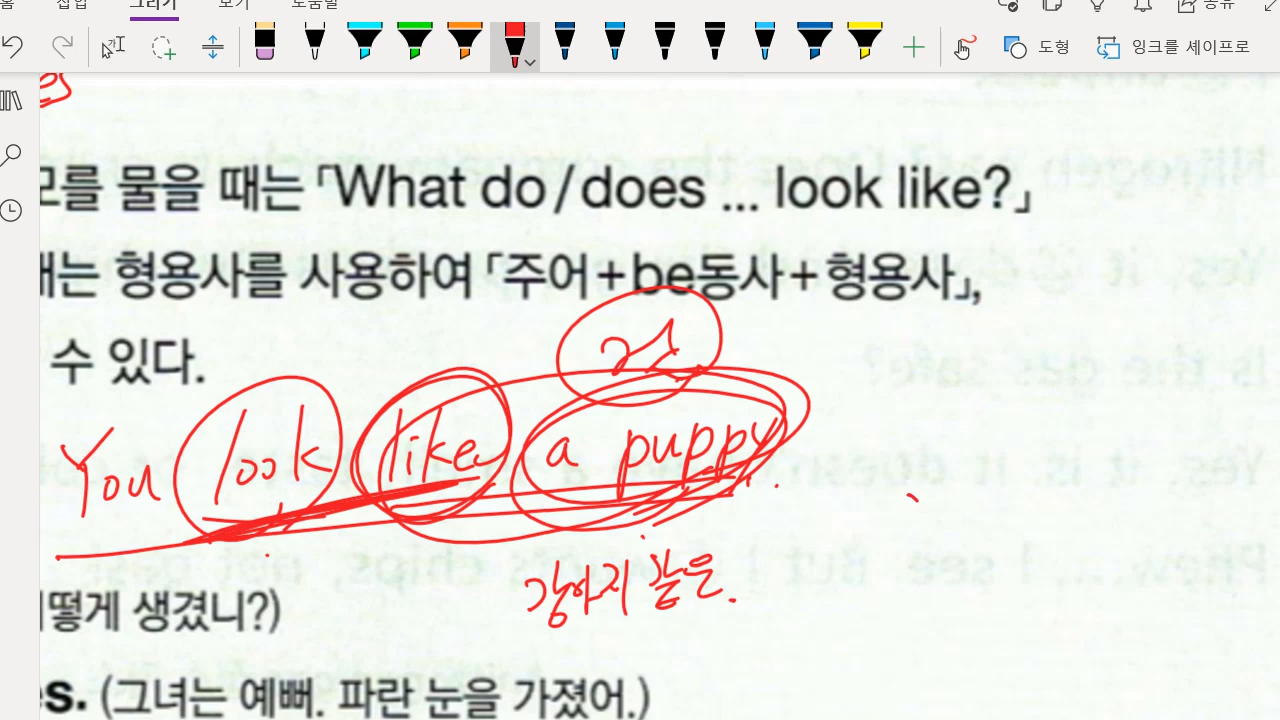 홈 삽입 그리기 보기 도움말 공유
도형 잉크를 셰이프로
모를 물을 때는 「What do/does ... look like?」
때는 형용사를 사용하여 「주어+be동사+형용사」,
수 있다.
You look like a puppy.
강아지 같은.
어떻게 생겼니?)
es. (그녀는 예뻐. 파란 눈을 가졌어.)